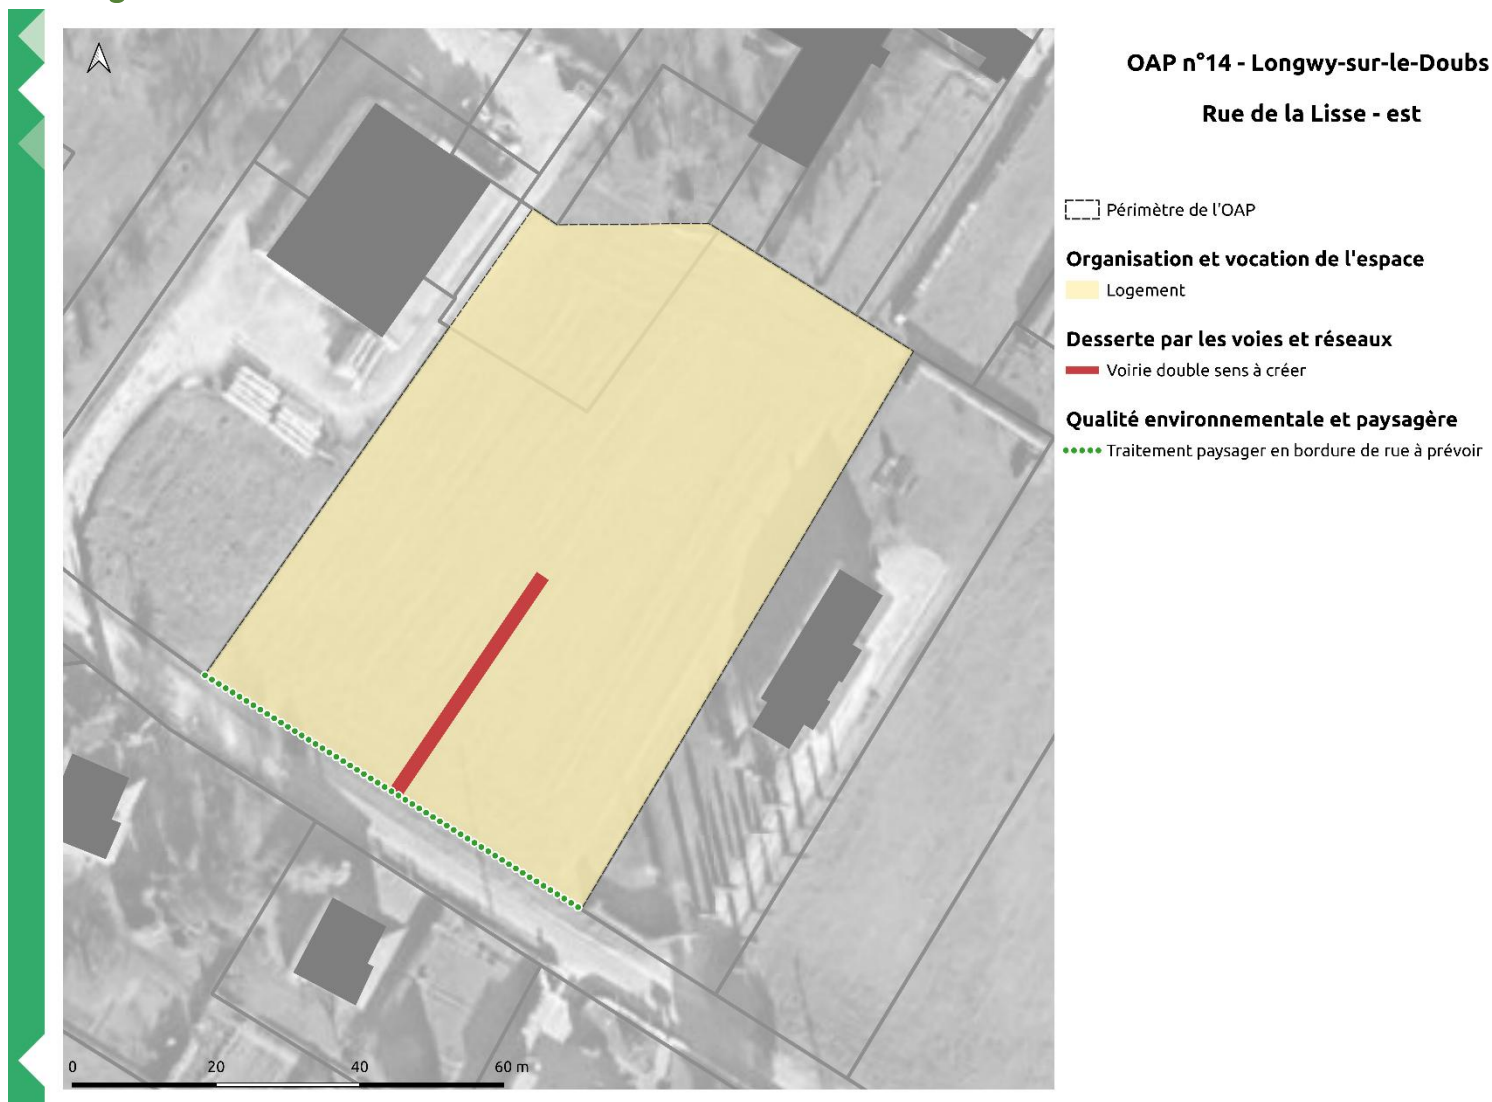 OAP n°14 - Longwy-sur-le-Doubs
Rue de la Lisse - est
Périmètre de l'OAP
Organisation et vocation de l'espace
Logement
Desserte par les voies et réseaux
Voirie double sens à créer
Qualité environnementale et paysagère
Traitement paysager en bordure de rue à prévoir
0 20 40 60 m